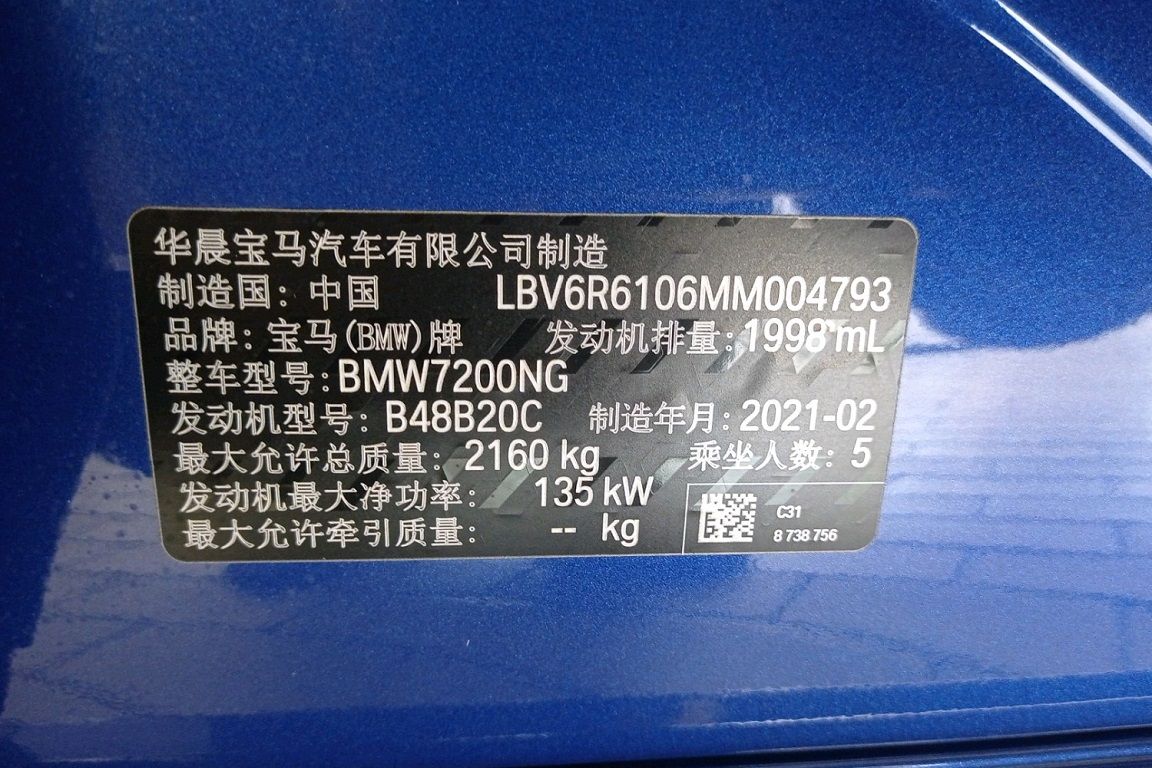 华晨宝马汽车有限公司制造
制造国：中国 LBV6R6106MM004793
品牌：宝马(BMW)牌 发动机排量：1998 mL
整车型号：BMW7200NG
发动机型号：B48B20C 制造年月：2021-02
最大允许总质量：2160 kg 乘坐人数：5
发动机最大净功率：135 kW
最大允许牵引质量：-- kg
C31
8 738 756